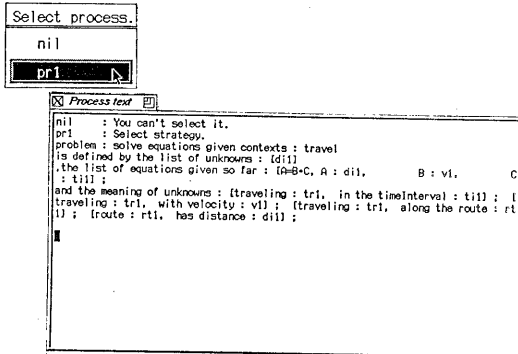 Select process.
nil
pr1
Process text
nil : You can't select it.
pr1 : Select strategy.
problem : solve equations given contexts : travel
is defined by the list of unknowns : [di1]
,the list of equations given so far : [A=B*C, A : di1, B : v1, C
: ti1] ;
and the meaning of unknowns : [traveling : tr1, in the timeInterval : ti1] ; [
traveling : tr1, with velocity : v1] ; [traveling : tr1, along the route : rt
1] ; [route : rt1, has distance : di1] ;